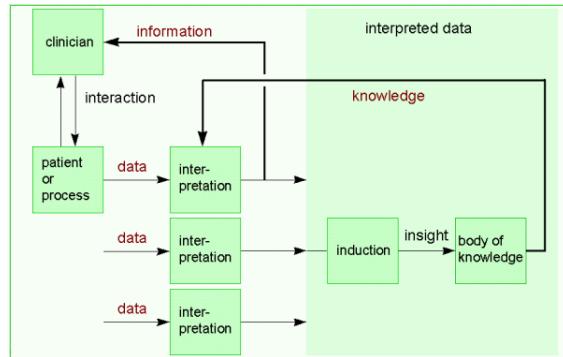 information
interpreted data
clinician
interaction
knowledge
patient
or
process
data
inter-
pretation
data
inter-
pretation
induction
insight
body of
knowledge
data
inter-
pretation